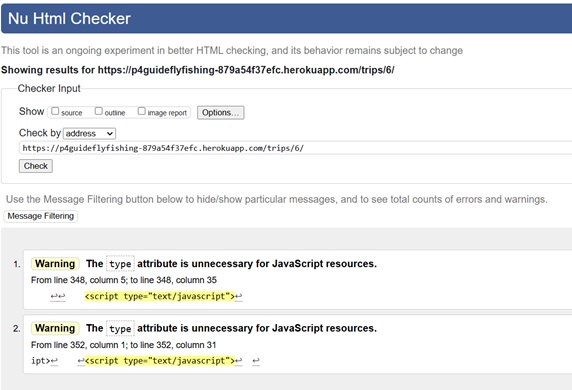 Nu Html Checker
This tool is an ongoing experiment in better HTML checking, and its behavior remains subject to change
Showing results for https://p4guideflyfishing-879a54f37efc.herokuapp.com/trips/6/
Checker Input
Show source outline image report Options...
Check by address
https://p4guideflyfishing-879a54f37efc.herokuapp.com/trips/6/
Check
Use the Message Filtering button below to hide/show particular messages, and to see total counts of errors and warnings.
Message Filtering
1. Warning The type attribute is unnecessary for JavaScript resources.
From line 348, column 5; to line 348, column 35
↩↩ <script type="text/javascript">↩
2. Warning The type attribute is unnecessary for JavaScript resources.
From line 352, column 1; to line 352, column 31
ipt>↩ ↩<script type="text/javascript">↩ ↩